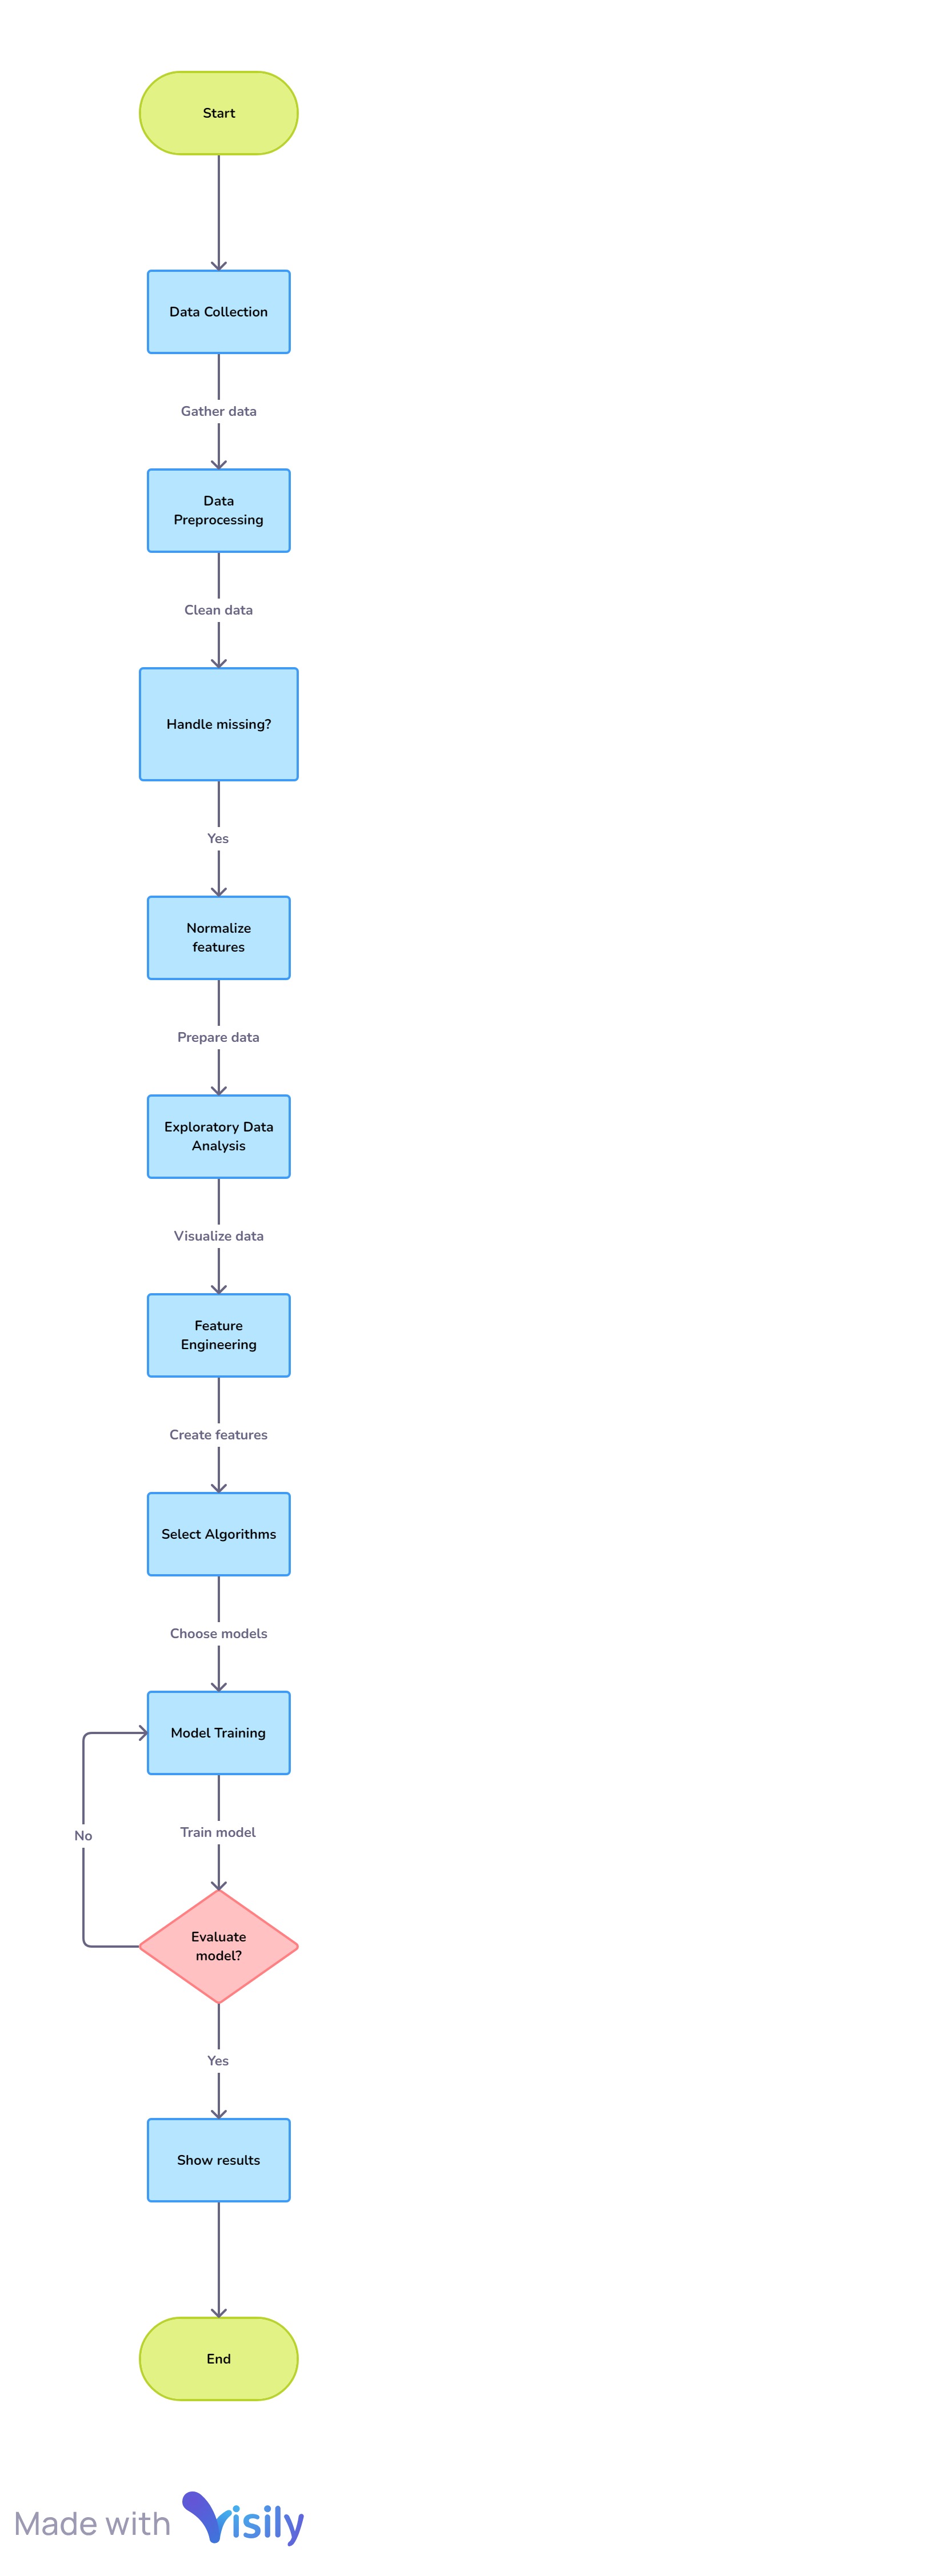 Start
Data Collection
Gather data
Data
Preprocessing
Clean data
Handle missing?
Yes
Normalize
features
Prepare data
Exploratory Data
Analysis
Visualize data
Feature
Engineering
Create features
Select Algorithms
Choose models
Model Training
No
Train model
Evaluate
model?
Yes
Show results
End
Made with Visily